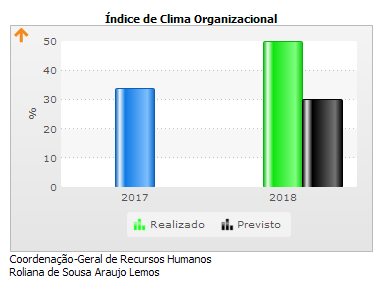 Índice de Clima Organizacional
50
40
30
20
10
0
%
2017
2018
Realizado
Previsto
Coordenação-Geral de Recursos Humanos
Roliana de Sousa Araujo Lemos